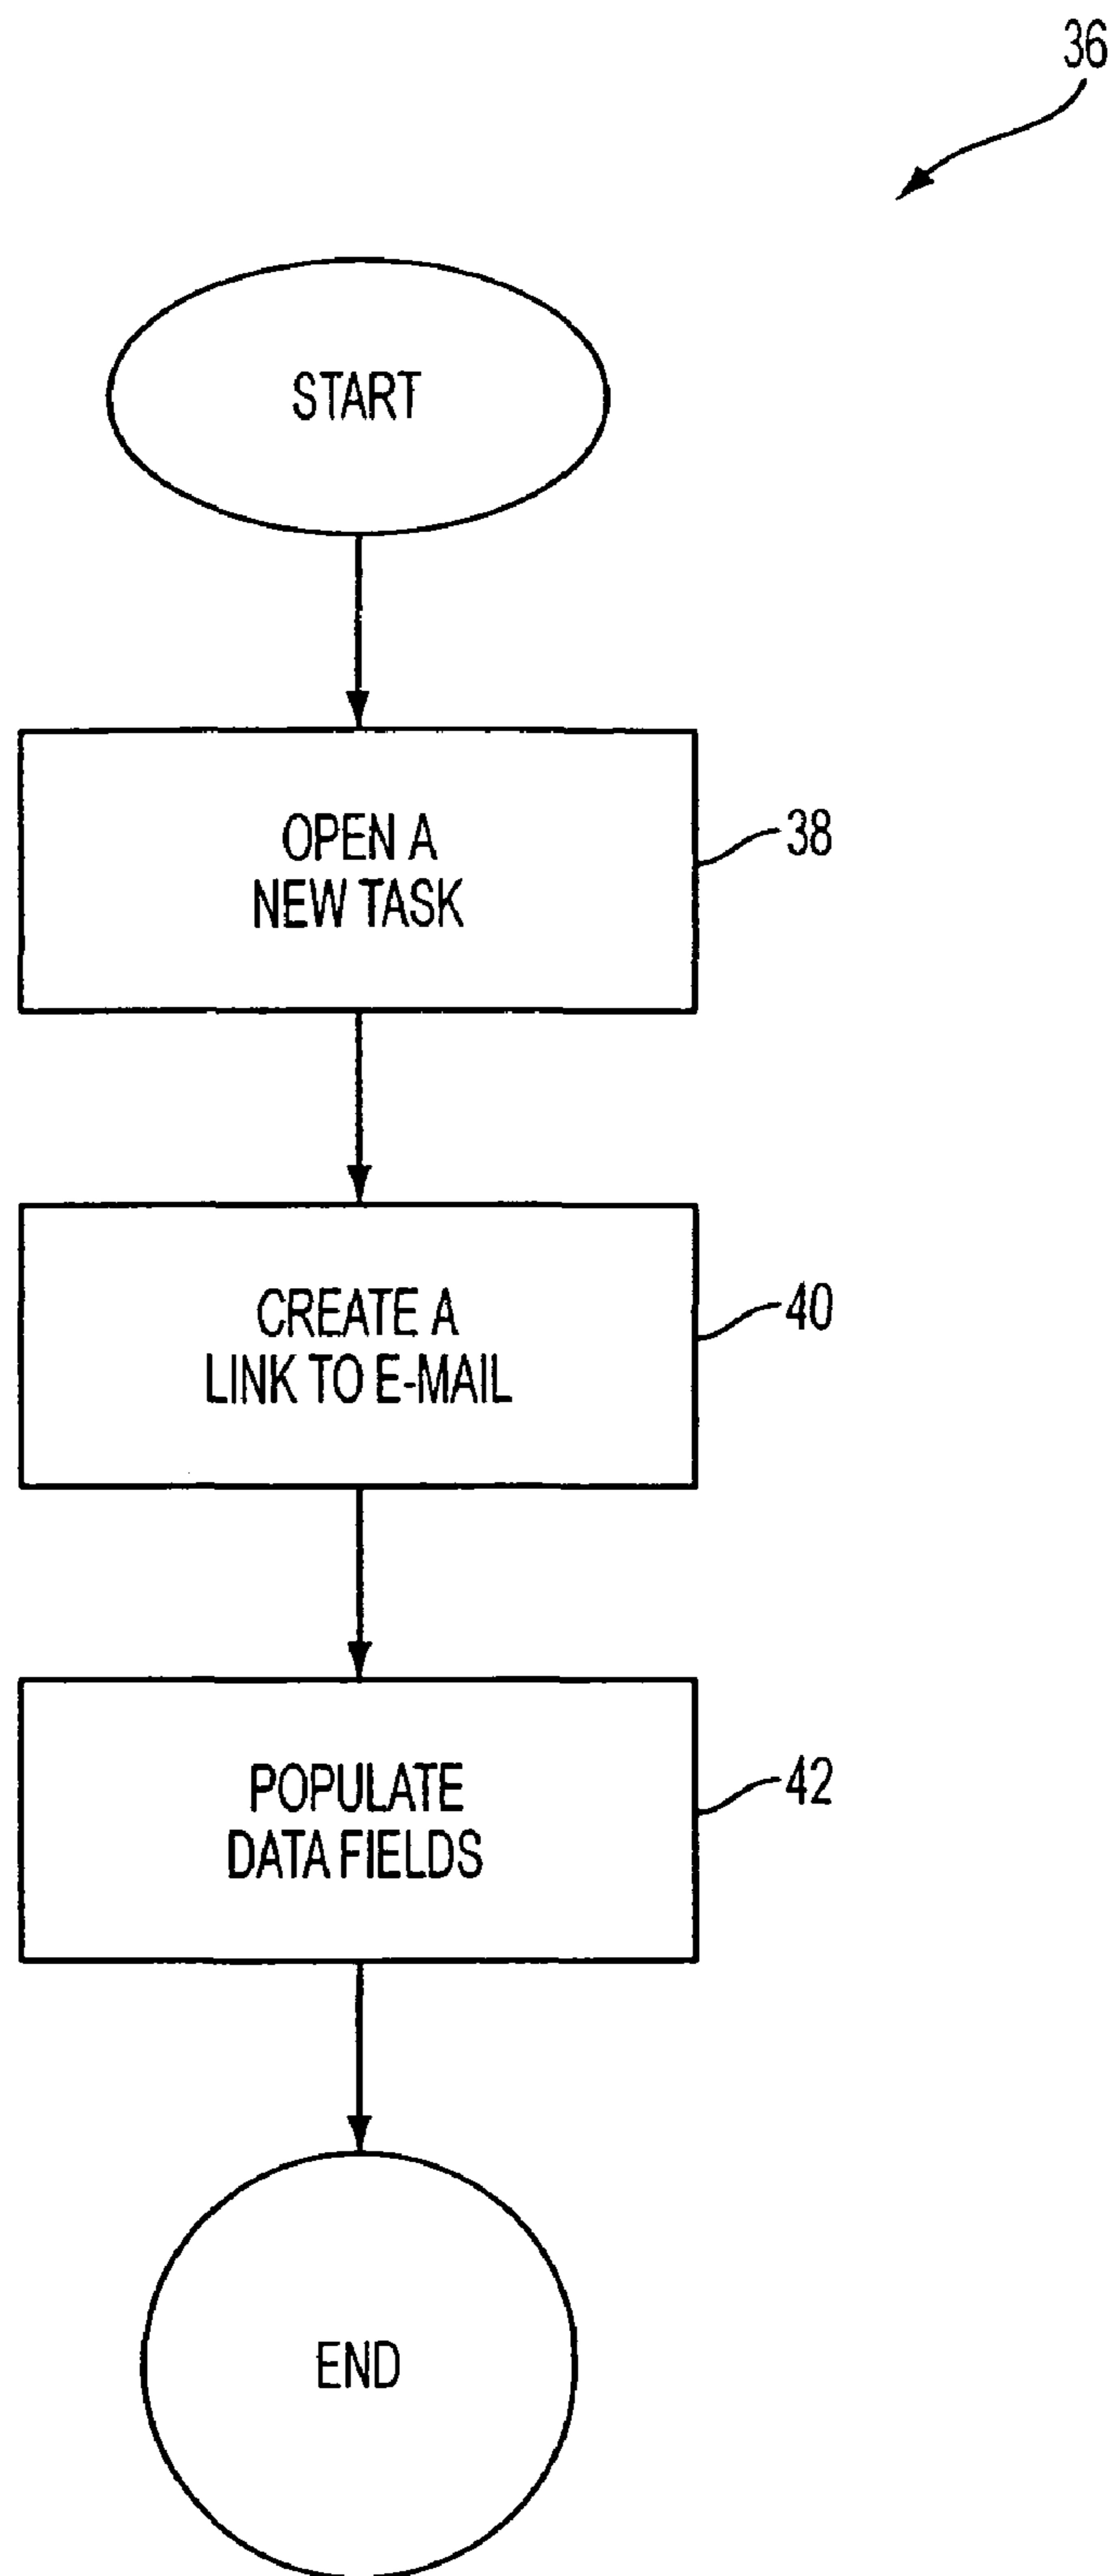 36
START
OPEN A
NEW TASK
38
CREATE A
LINK TO E-MAIL
40
POPULATE
DATA FIELDS
42
END